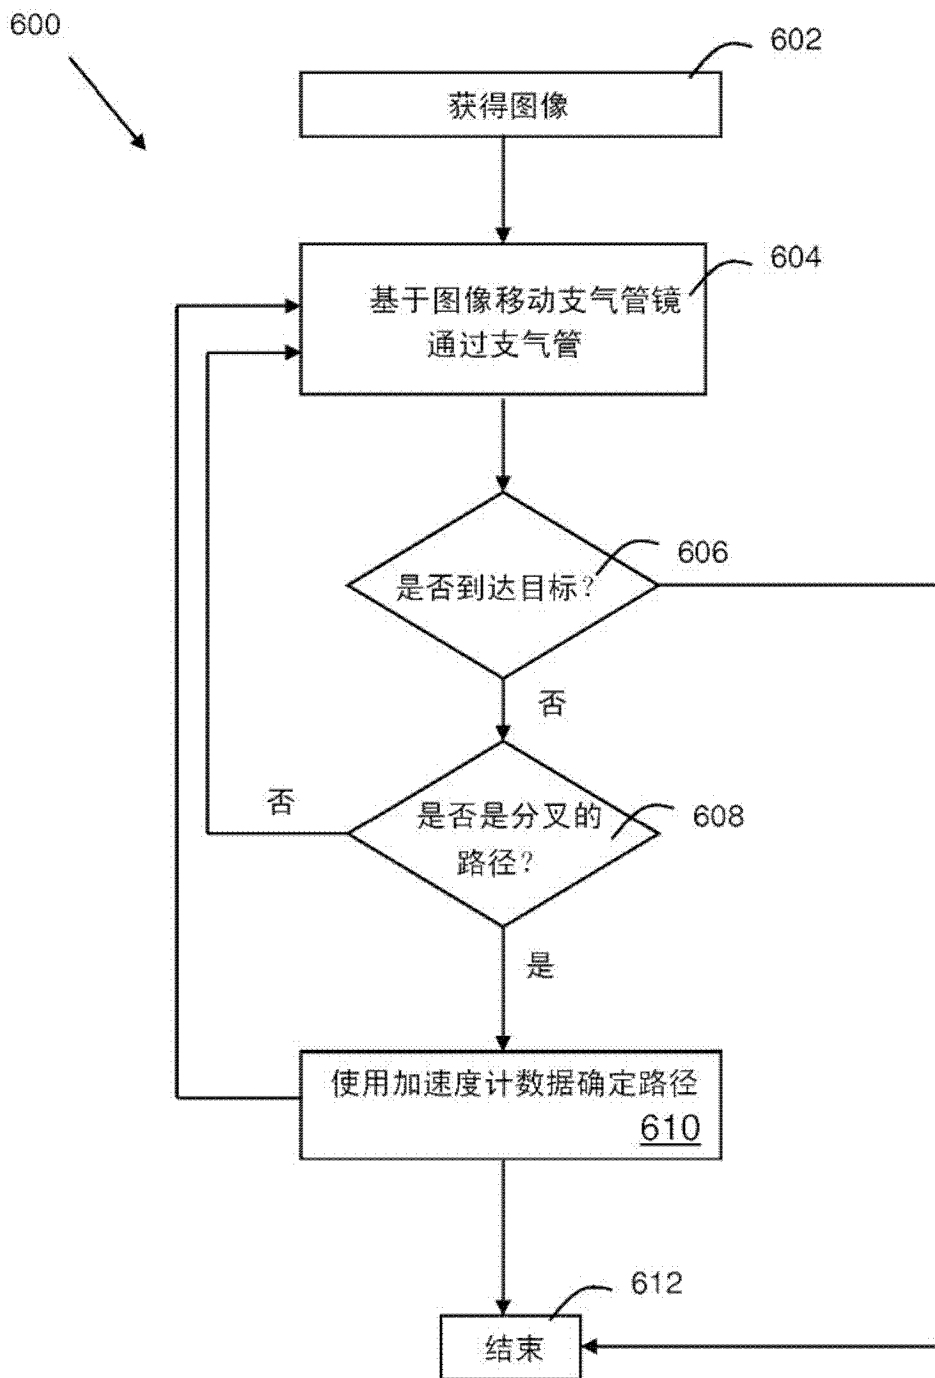 600
602
获得图像
604
基于图像移动支气管镜
通过支气管
606
是否到达目标？
否
否
是否是分叉的
路径？
608
是
使用加速度计数据确定路径
610
612
结束